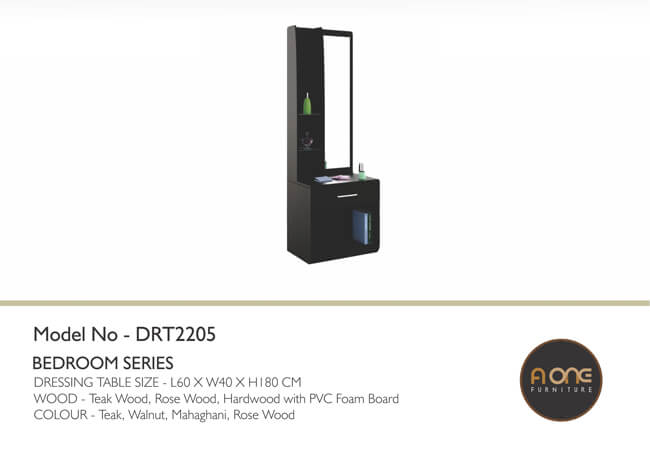 Model No - DRT2205
BEDROOM SERIES
DRESSING TABLE SIZE - L60 X W40 X H180 CM
WOOD - Teak Wood, Rose Wood, Hardwood with PVC Foam Board
COLOUR - Teak, Walnut, Mahaghani, Rose Wood
A ONE
FURNITURE